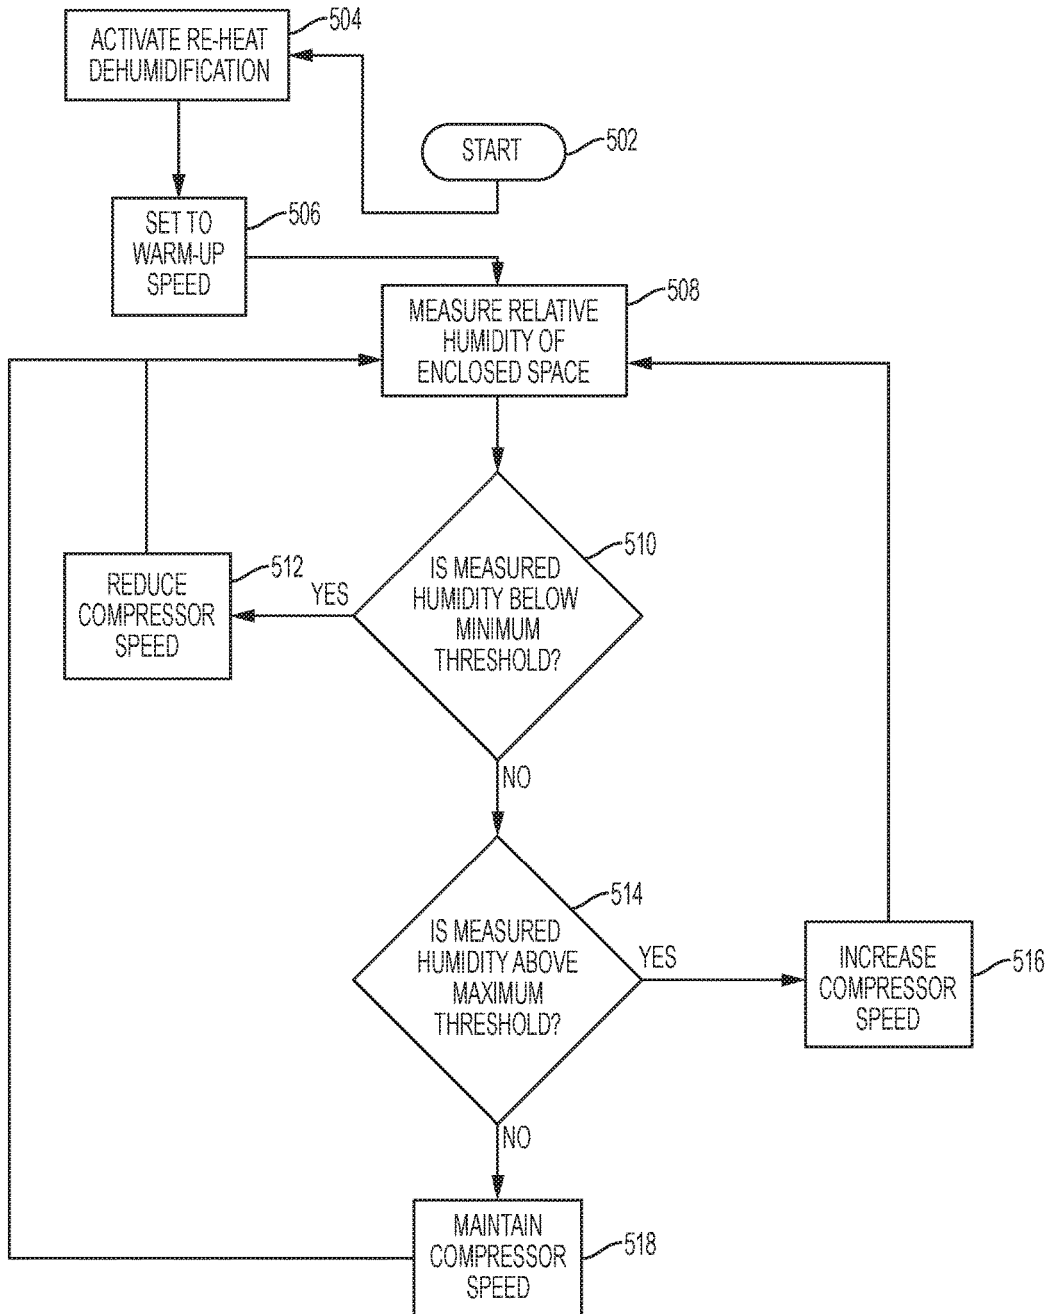 ACTIVATE RE-HEAT
DEHUMIDIFICATION
504
START
502
SET TO
WARM-UP
SPEED
506
MEASURE RELATIVE
HUMIDITY OF
ENCLOSED SPACE
508
IS MEASURED
HUMIDITY BELOW
MINIMUM
THRESHOLD?
510
YES
REDUCE
COMPRESSOR
SPEED
512
NO
IS MEASURED
HUMIDITY ABOVE
MAXIMUM
THRESHOLD?
514
YES
INCREASE
COMPRESSOR
SPEED
516
NO
MAINTAIN
COMPRESSOR
SPEED
518